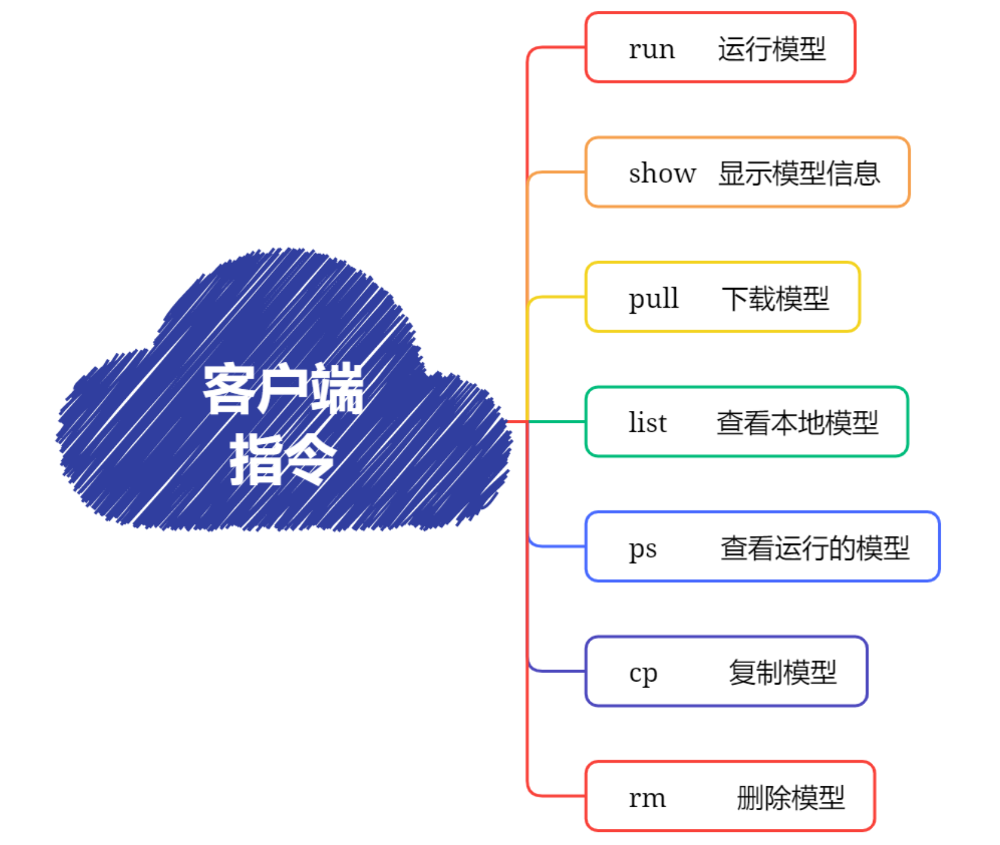 客户端
指令
run 运行模型
show 显示模型信息
pull 下载模型
list 查看本地模型
ps 查看运行的模型
cp 复制模型
rm 删除模型